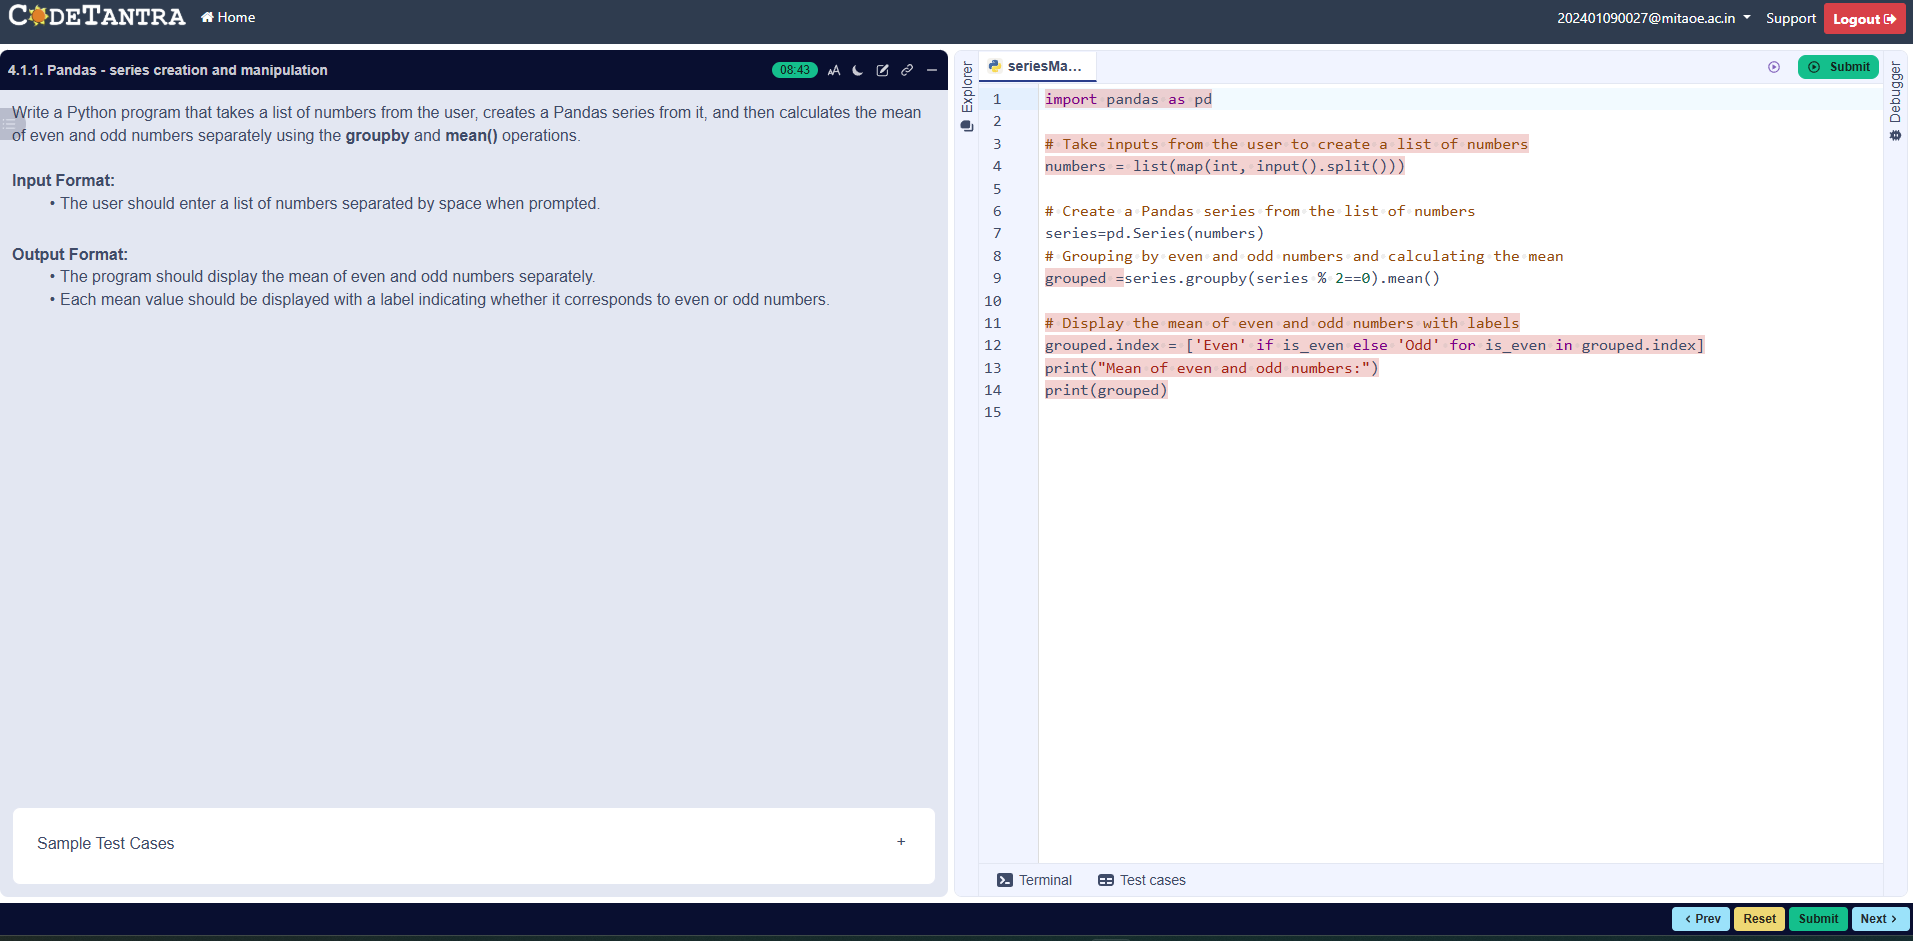 CODETANTRA
Home
202401090027@mitaoe.ac.in
Support
Logout
4.1.1. Pandas - series creation and manipulation
08:43
AA
Write a Python program that takes a list of numbers from the user, creates a Pandas series from it, and then calculates the mean
of even and odd numbers separately using the groupby and mean() operations.
Input Format:
• The user should enter a list of numbers separated by space when prompted.
Output Format:
• The program should display the mean of even and odd numbers separately.
• Each mean value should be displayed with a label indicating whether it corresponds to even or odd numbers.
Sample Test Cases
+
Explorer
seriesMa...
Submit
Debugger
1 import pandas as pd
2
3 # Take inputs from the user to create a list of numbers
4 numbers = list(map(int, input().split()))
5
6 # Create a Pandas series from the list of numbers
7 series=pd.Series(numbers)
8 # Grouping by even and odd numbers and calculating the mean
9 grouped =series.groupby(series % 2==0).mean()
10
11 # Display the mean of even and odd numbers with labels
12 grouped.index = ['Even' if is_even else 'Odd' for is_even in grouped.index]
13 print("Mean of even and odd numbers:")
14 print(grouped)
15
Terminal
Test cases
< Prev
Reset
Submit
Next >